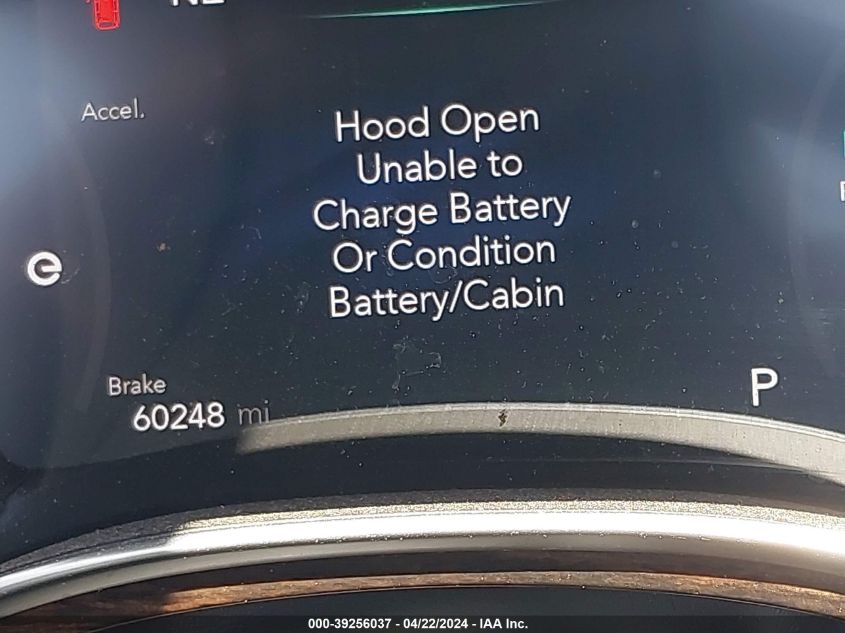 Accel.
Hood Open
Unable to
Charge Battery
Or Condition
Battery/Cabin
e
Brake
60248 mi
P
000-39256037 - 04/22/2024 - IAA Inc.